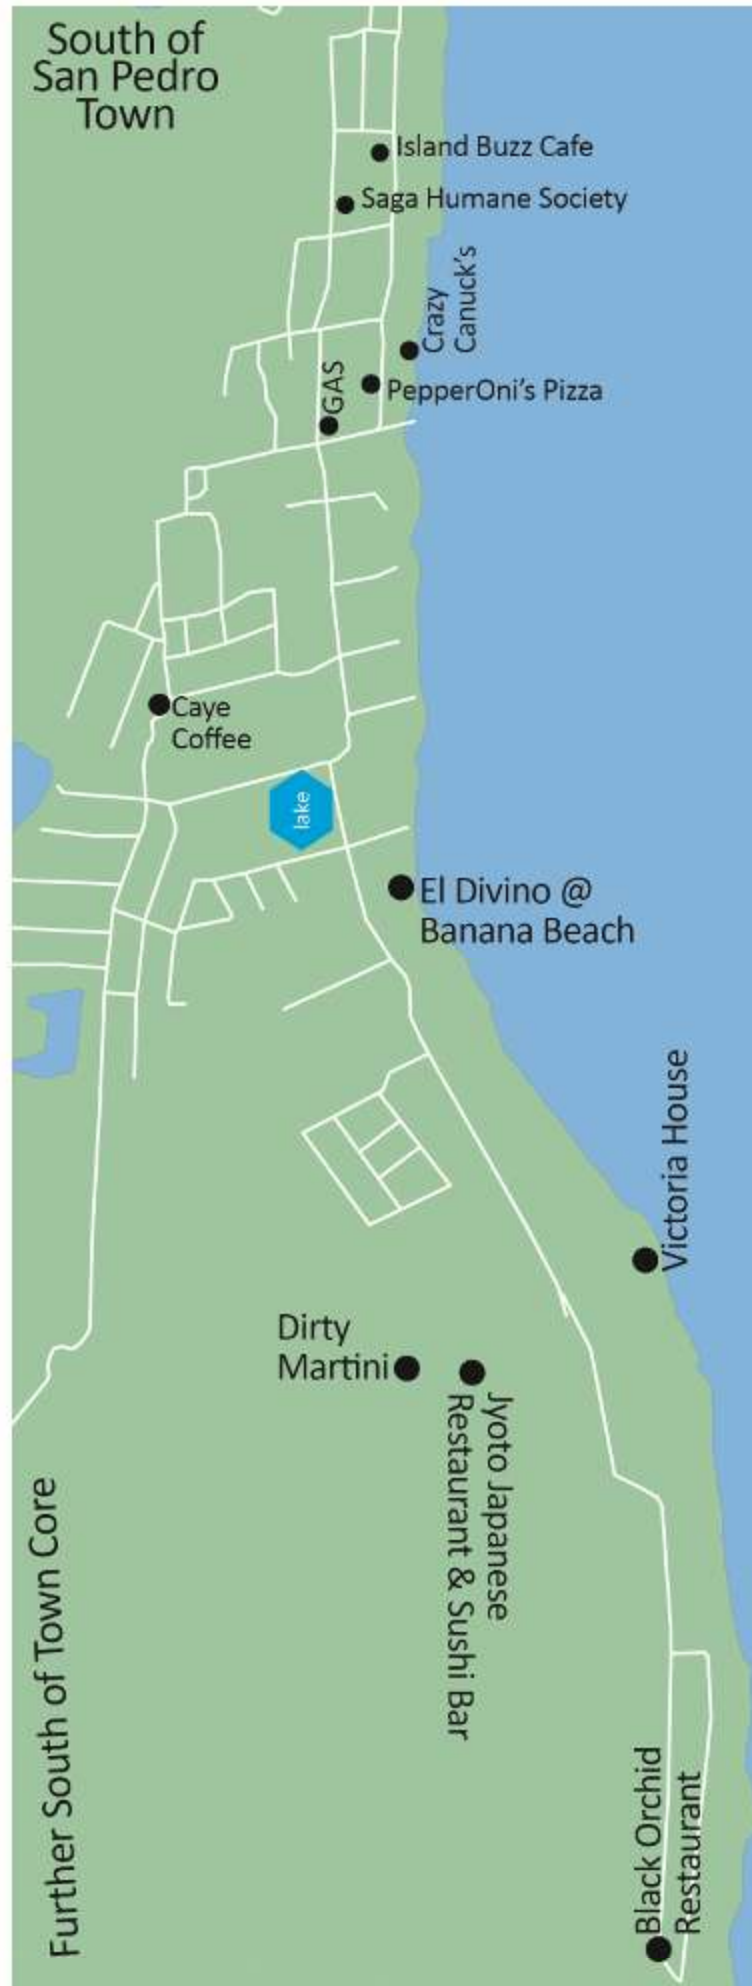 South of
San Pedro
Town
Island Buzz Cafe
Saga Humane Society
Crazy
Canuck's
GAS
PepperOni's Pizza
Caye
Coffee
lake
El Divino @
Banana Beach
Victoria House
Dirty
Martini
Jyoto Japanese
Restaurant & Sushi Bar
Further South of Town Core
Black Orchid
Restaurant